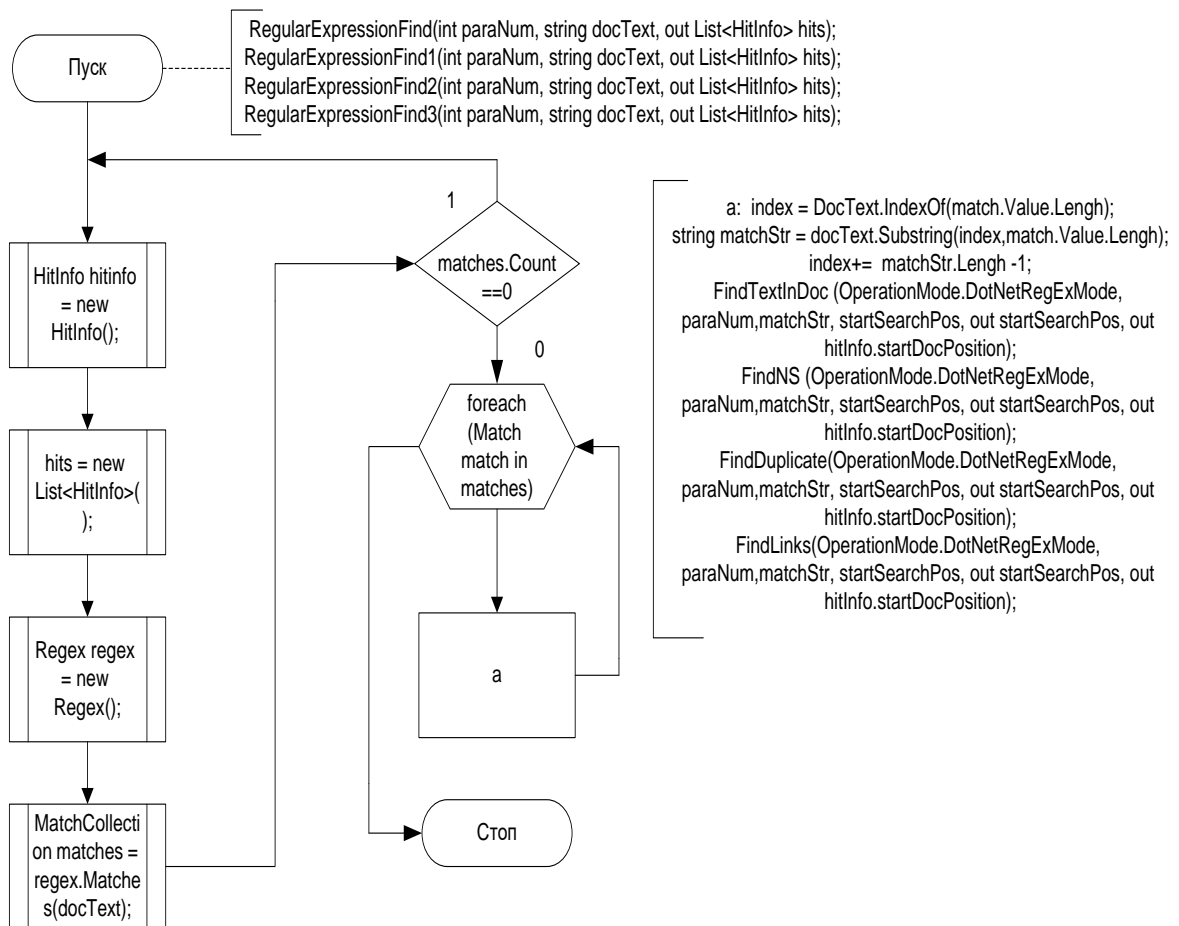 Пуск
RegularExpressionFind(int paraNum, string docText, out List<HitInfo> hits);
RegularExpressionFind1(int paraNum, string docText, out List<HitInfo> hits);
RegularExpressionFind2(int paraNum, string docText, out List<HitInfo> hits);
RegularExpressionFind3(int paraNum, string docText, out List<HitInfo> hits);
HitInfo hitinfo
= new
HitInfo();
hits = new
List<HitInfo>(
);
Regex regex
= new
Regex();
MatchCollecti
on matches =
regex.Matche
s(docText);
1
matches.Count
==0
0
foreach
(Match
match in
matches)
a
Стоп
a:  index = DocText.IndexOf(match.Value.Lengh);
string matchStr = docText.Substring(index,match.Value.Lengh);
index+=  matchStr.Lengh -1;
FindTextInDoc (OperationMode.DotNetRegExMode,
paraNum,matchStr, startSearchPos, out startSearchPos, out
hitInfo.startDocPosition);
FindNS (OperationMode.DotNetRegExMode,
paraNum,matchStr, startSearchPos, out startSearchPos, out
hitInfo.startDocPosition);
FindDuplicate(OperationMode.DotNetRegExMode,
paraNum,matchStr, startSearchPos, out startSearchPos, out
hitInfo.startDocPosition);
FindLinks(OperationMode.DotNetRegExMode,
paraNum,matchStr, startSearchPos, out startSearchPos, out
hitInfo.startDocPosition);